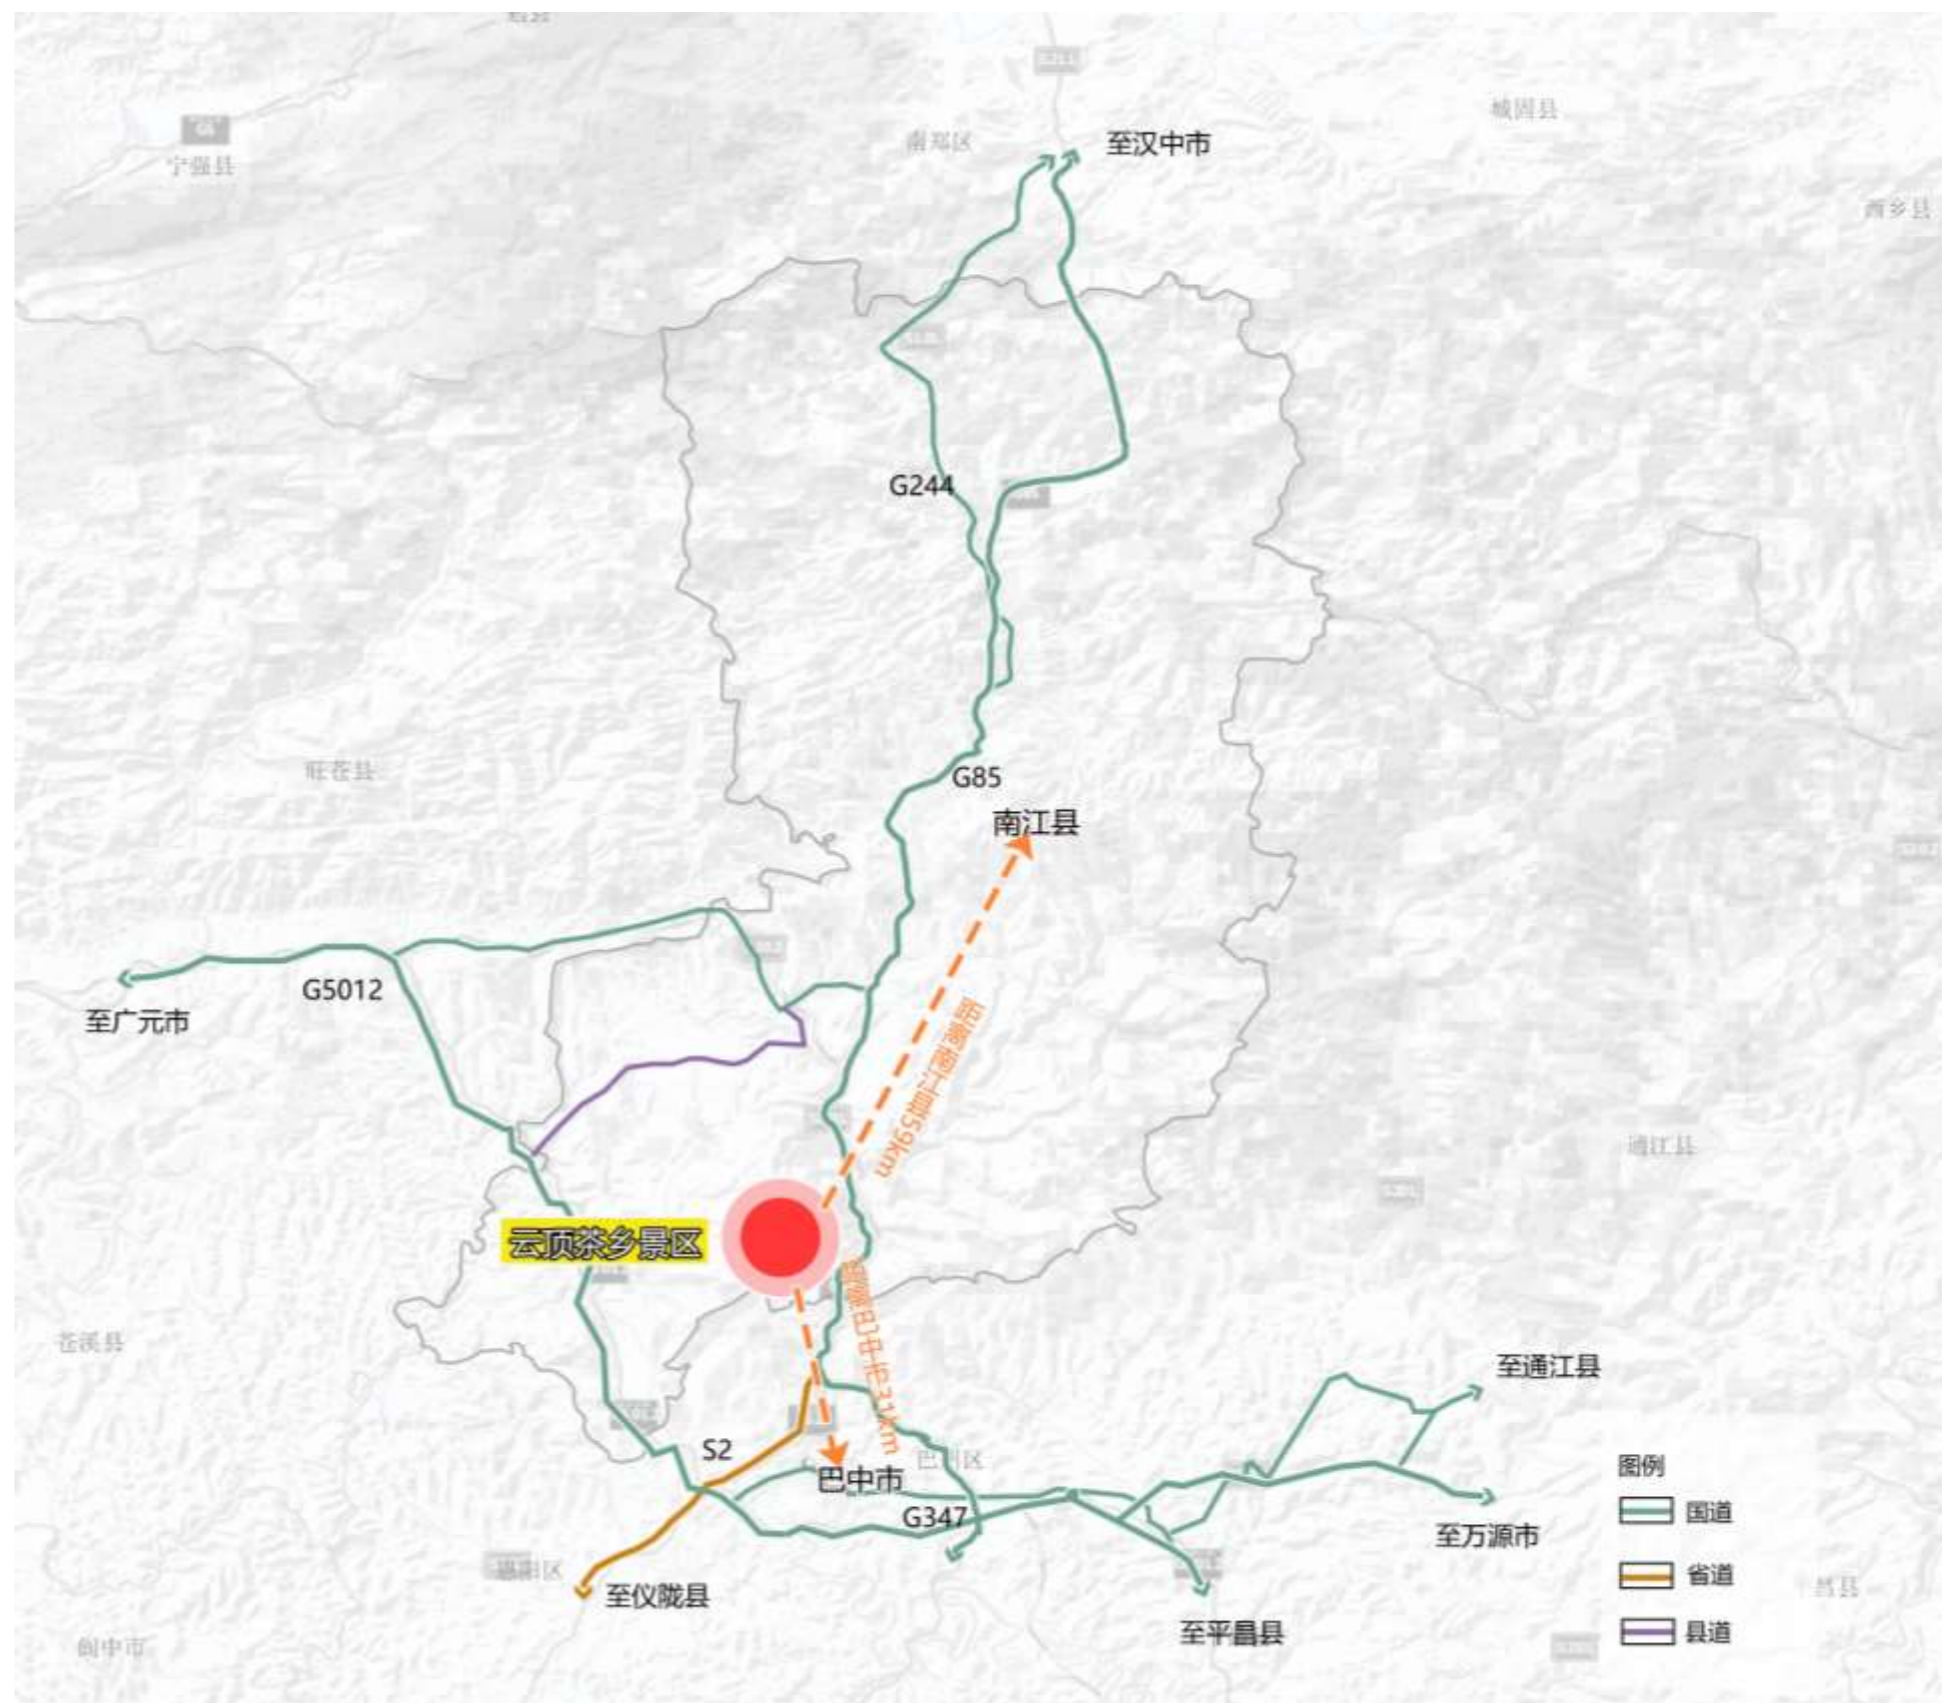 宁强县
南郑区
至汉中市
城固县
西乡县
G244
旺苍县
G85
南江县
G5012
至广元市
距离南江县59km
通江县
云顶茶乡景区
苍溪县
距离巴中市31km
至通江县
S2
巴中市
巴州区
G347
至万源市
恩阳区
至仪陇县
至平昌县
阆中市
昌县
图例
国道
省道
县道